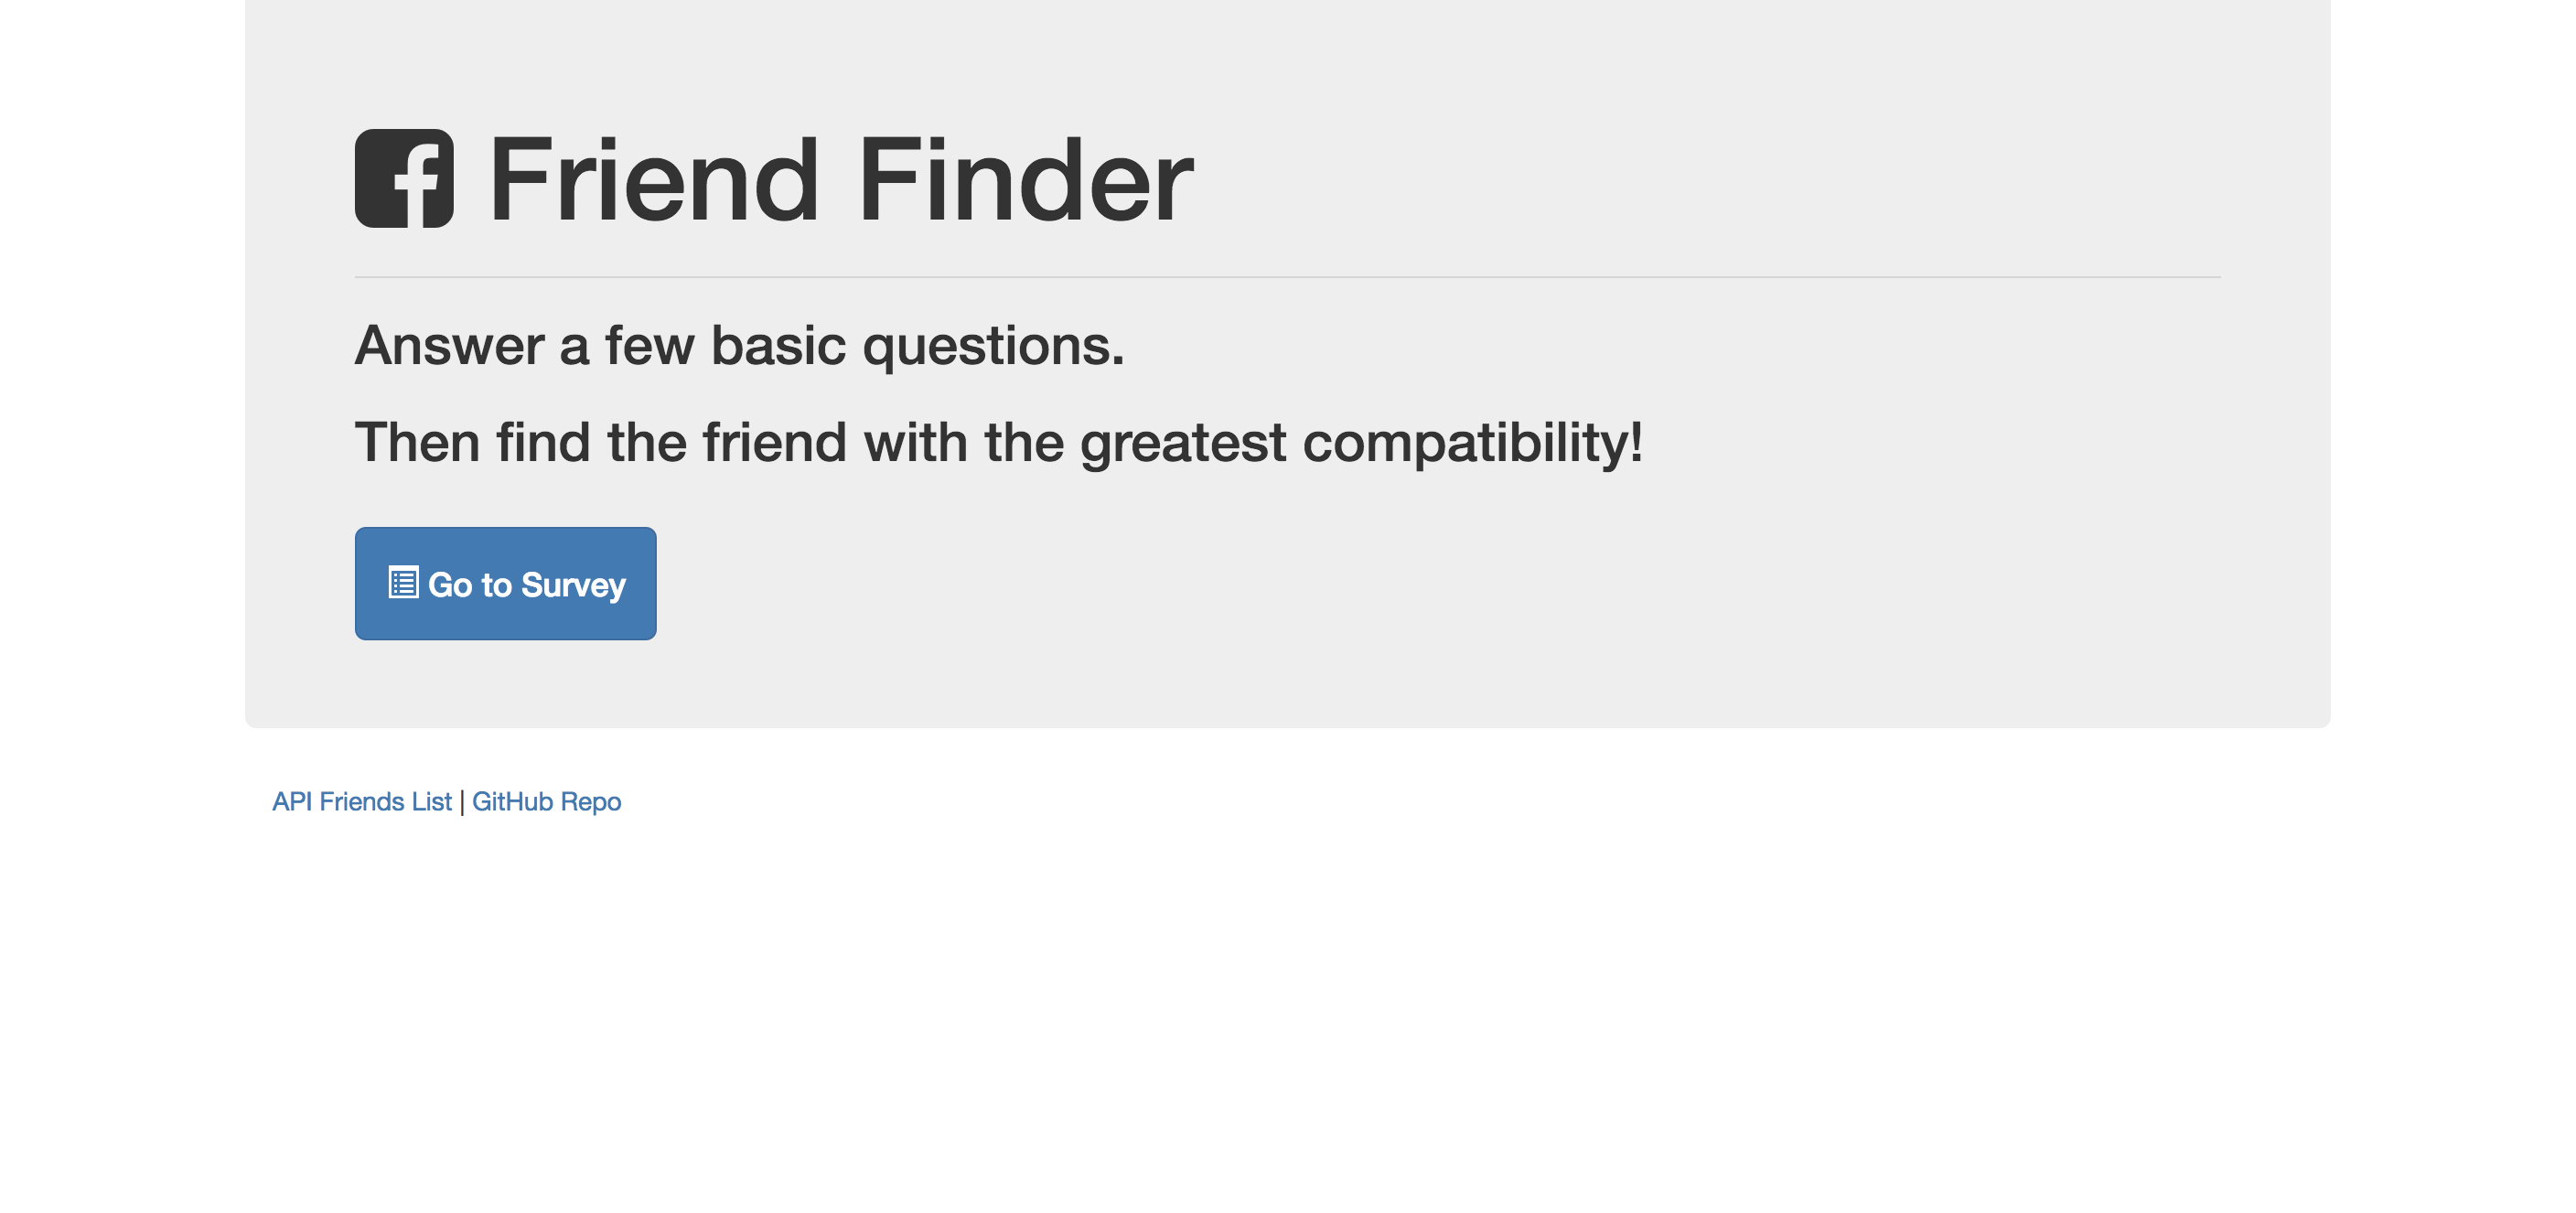 Friend Finder
Answer a few basic questions.
Then find the friend with the greatest compatibility!
Go to Survey
API Friends List | GitHub Repo